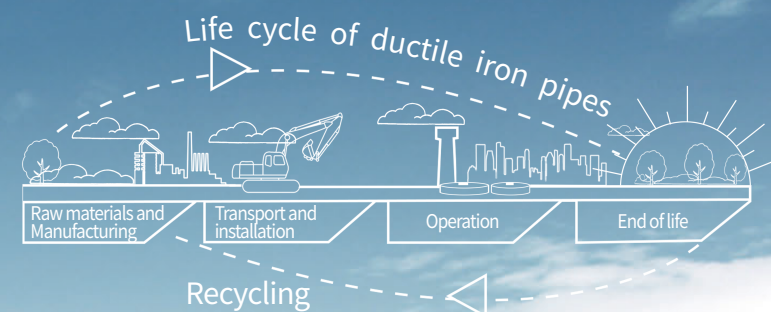 Life cycle of ductile iron pipes
Raw materials and
Manufacturing
Transport and
installation
Operation
End of life
Recycling